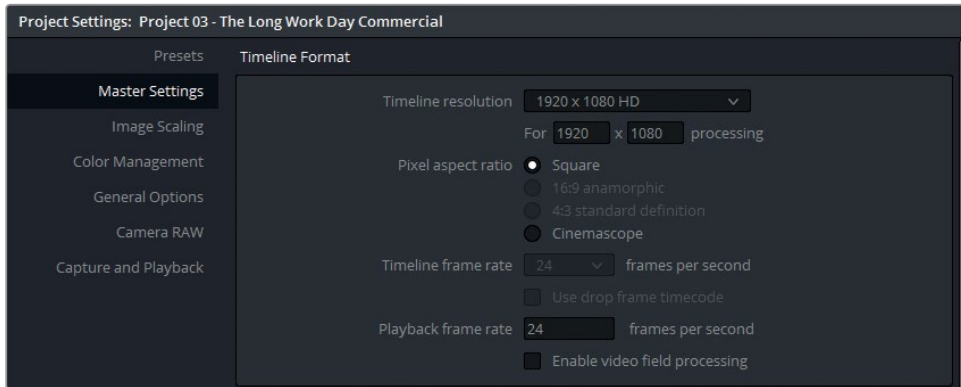 Project Settings: Project 03 - The Long Work Day Commercial
Presets
Master Settings
Image Scaling
Color Management
General Options
Camera RAW
Capture and Playback
Timeline Format
Timeline resolution 1920 x 1080 HD
For 1920 x 1080 processing
Pixel aspect ratio Square
16:9 anamorphic
4:3 standard definition
Cinemascope
Timeline frame rate 24 frames per second
Use drop frame timecode
Playback frame rate 24 frames per second
Enable video field processing